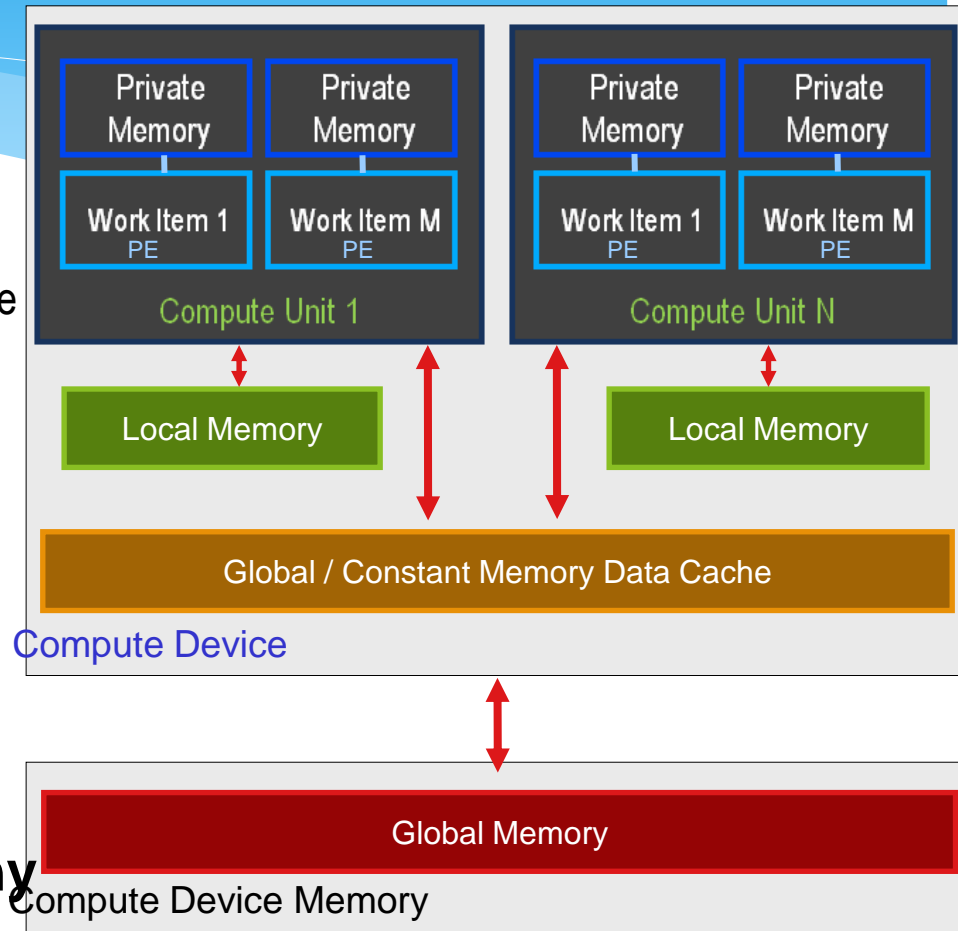 Private Memory
Private Memory
Work Item 1
PE
Work Item M
PE
Compute Unit 1
Private Memory
Private Memory
Work Item 1
PE
Work Item M
PE
Compute Unit N
e
Local Memory
Local Memory
Global / Constant Memory Data Cache
Compute Device
Global Memory
ny
Compute Device Memory